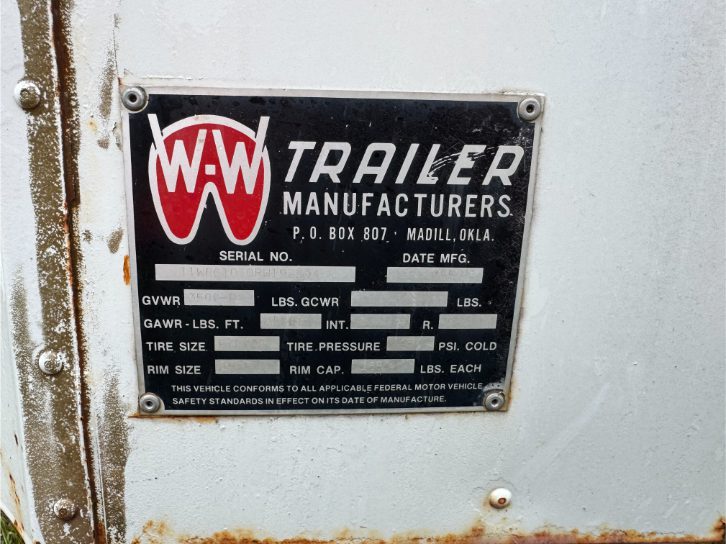 W-W TRAILER
MANUFACTURERS
P. O. BOX 807 · MADILL, OKLA.
SERIAL NO. DATE MFG.
GVWR LBS. GCWR LBS.
GAWR - LBS. FT. INT. R.
TIRE SIZE TIRE PRESSURE PSI. COLD
RIM SIZE RIM CAP. LBS. EACH
THIS VEHICLE CONFORMS TO ALL APPLICABLE FEDERAL MOTOR VEHICLE
SAFETY STANDARDS IN EFFECT ON ITS DATE OF MANUFACTURE.